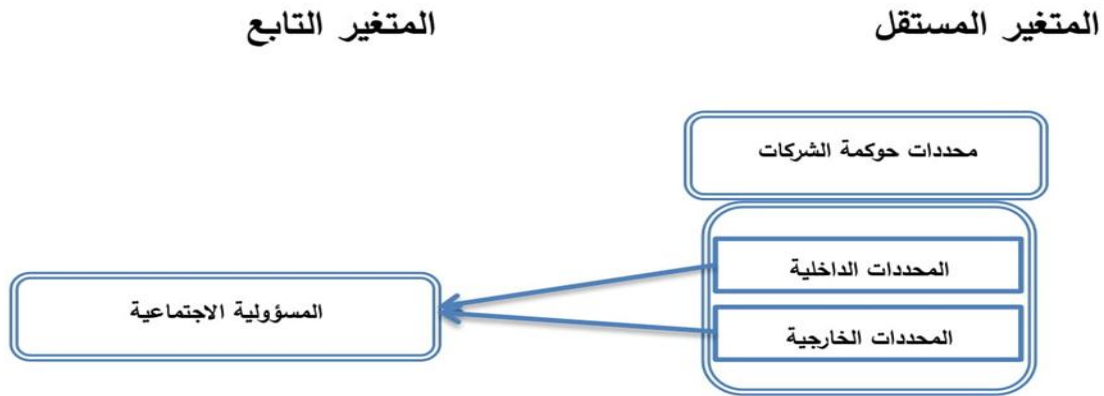 المتغير المستقل
المتغير التابع
محددات حوكمة الشركات
المحددات الداخلية
المسؤولية الاجتماعية
المحددات الخارجية